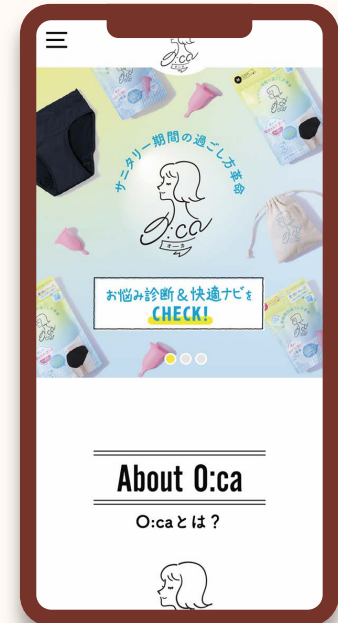 O:ca
サニタリー期間の過ごし方革命
O:ca
オーカ
お悩み診断&快適ナビを
CHECK!
About O:ca
O:caとは？